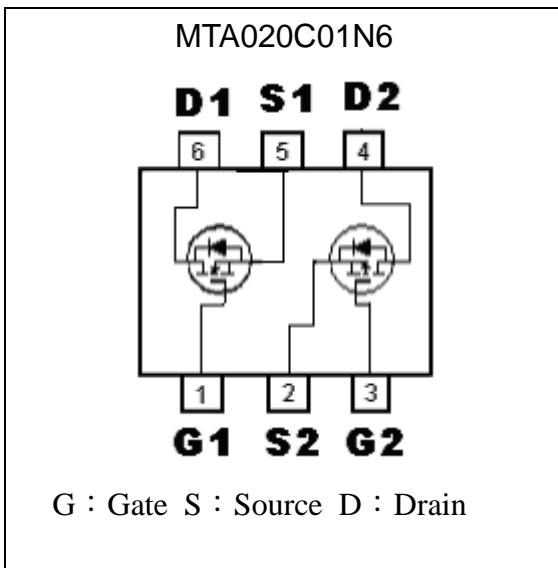 MTA020C01N6
D1 S1 D2
6 5 4
1 2 3
G1 S2 G2
G：Gate S：Source D：Drain